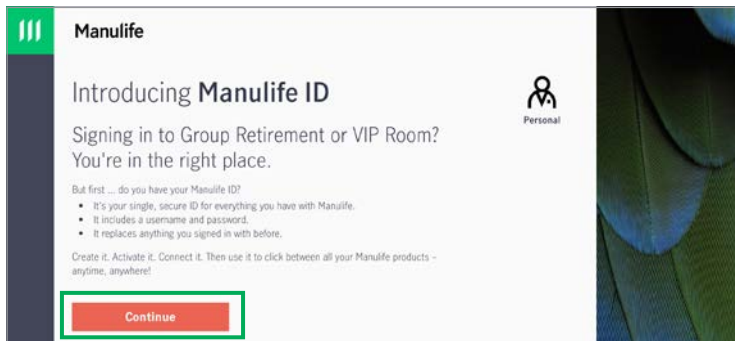 Manulife
Introducing Manulife ID
Personal
Signing in to Group Retirement or VIP Room?
You're in the right place.
But first ... do you have your Manulife ID?
• It's your single, secure ID for everything you have with Manulife.
• It includes a username and password.
• It replaces anything you signed in with before.
Create it. Activate it. Connect it. Then use it to click between all your Manulife products –
anytime, anywhere!
Continue